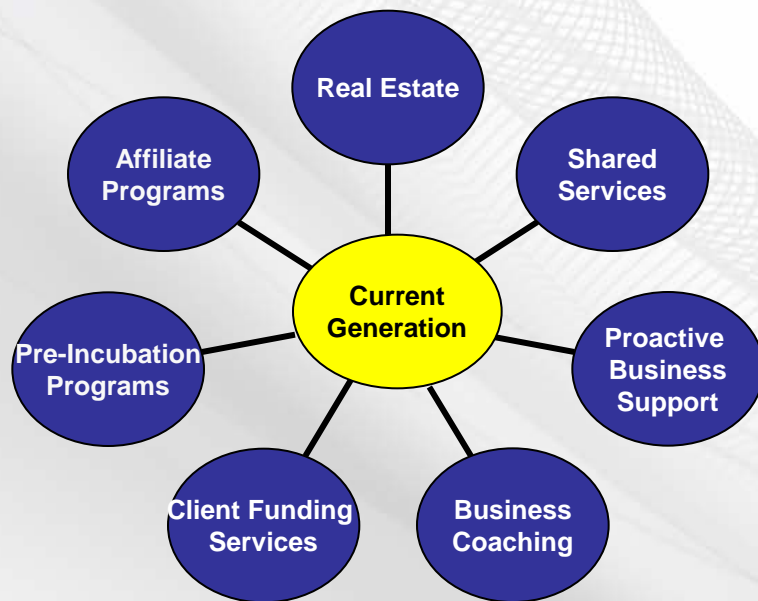 Real Estate
Affiliate
Programs
Shared
Services
Current
Generation
Pre-Incubation
Programs
Proactive
Business
Support
Client Funding
Services
Business
Coaching